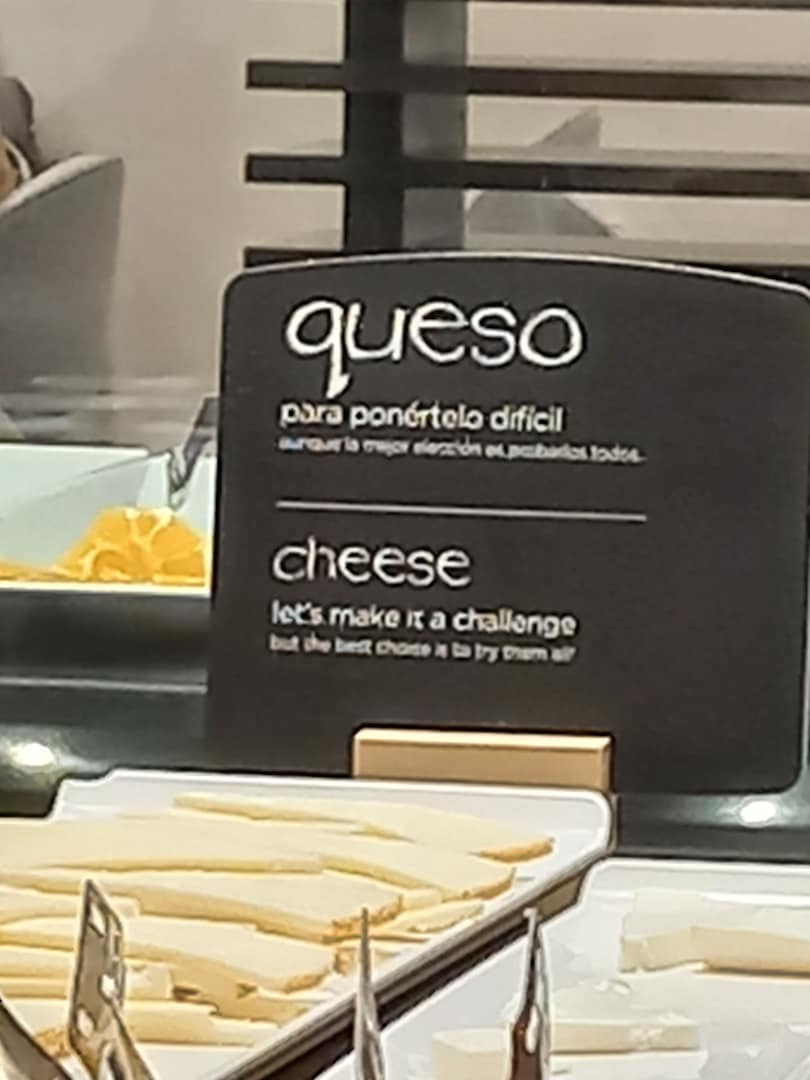 queso
para ponértelo difícil
aunque la mejor elección es probarlos todos.
cheese
let's make it a challenge
but the best choise is to try them all